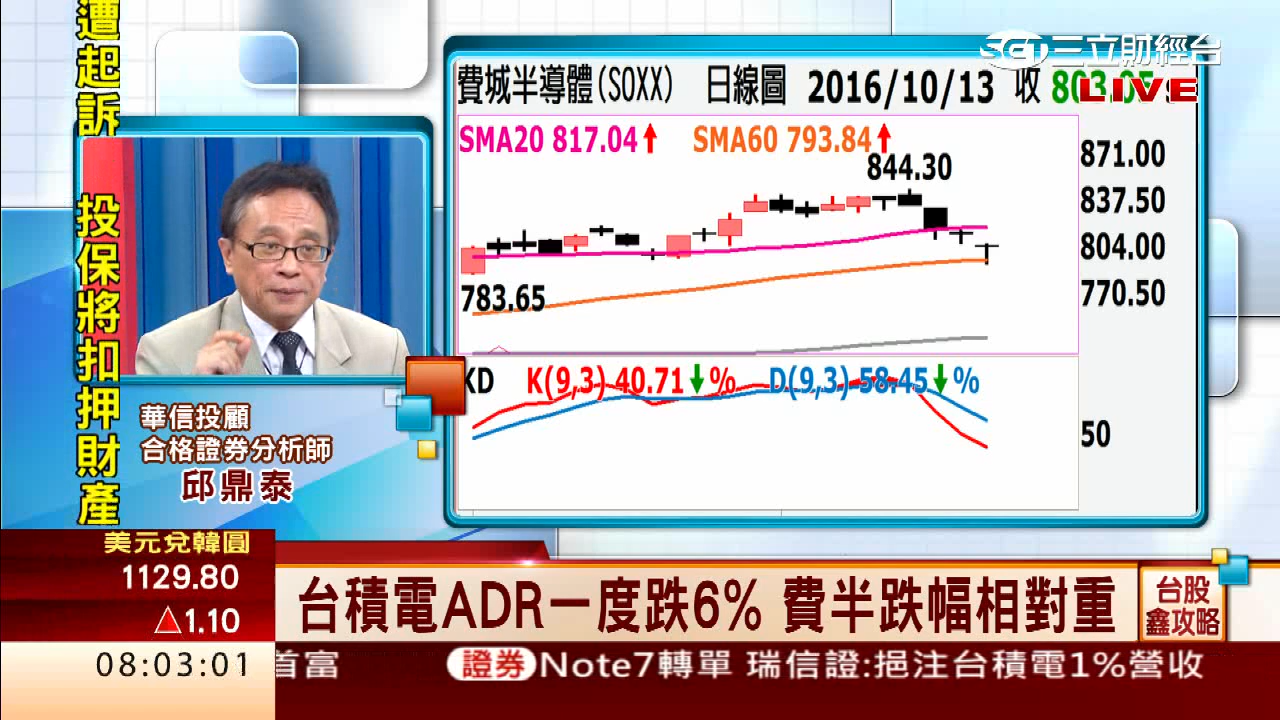 遭起訴 投保將扣押財產
SET三立財經台
LIVE
費城半導體(SOXX) 日線圖 2016/10/13 收
SMA20 817.04 SMA60 793.84
844.30
871.00
837.50
804.00
770.50
783.65
KD K(9,3) 40.71 % D(9,3) 58.45 %
50
華信投顧
合格證券分析師
邱鼎泰
美元兌韓圓
1129.80
△1.10
台積電ADR一度跌6% 費半跌幅相對重
台股
鑫攻略
08:03:01
首富 證券 Note7轉單 瑞信證:挹注台積電1%營收